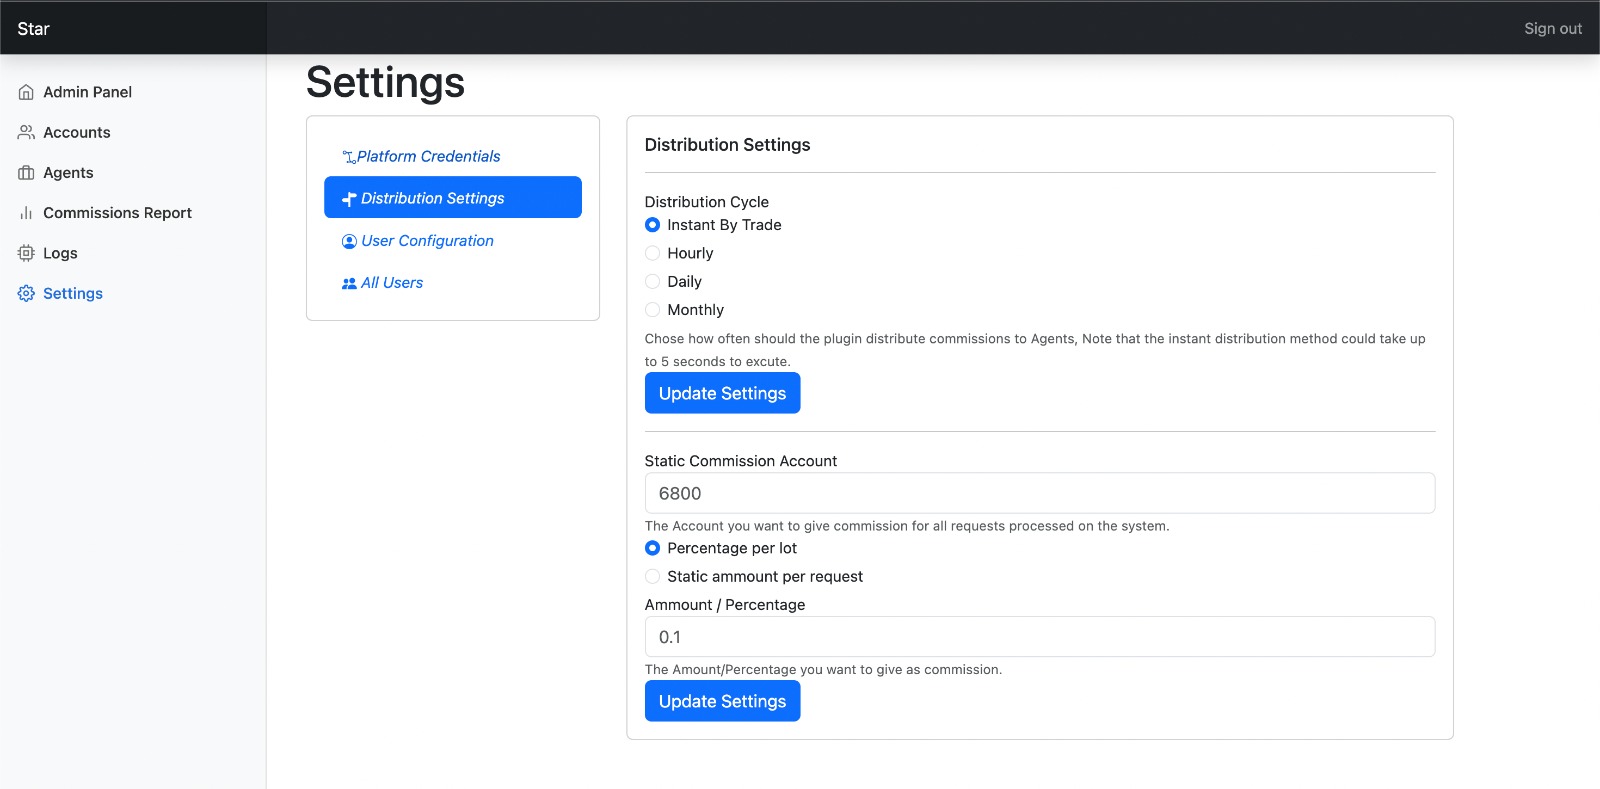 Star
Sign out
Admin Panel
Accounts
Agents
Commissions Report
Logs
Settings
Settings
Platform Credentials
Distribution Settings
User Configuration
All Users
Distribution Settings
Distribution Cycle
Instant By Trade
Hourly
Daily
Monthly
Chose how often should the plugin distribute commissions to Agents, Note that the instant distribution method could take up
to 5 seconds to excute.
Update Settings
Static Commission Account
6800
The Account you want to give commission for all requests processed on the system.
Percentage per lot
Static ammount per request
Ammount / Percentage
0.1
The Amount/Percentage you want to give as commission.
Update Settings